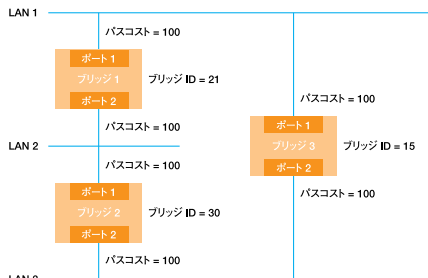 LAN 1
パスコスト = 100
ポート 1
ブリッジ 1
ブリッジ ID = 21
ポート 2
パスコスト = 100
パスコスト = 100
ポート 1
ブリッジ 3
ブリッジ ID = 15
ポート 2
LAN 2
パスコスト = 100
パスコスト = 100
ポート 1
ブリッジ 2
ブリッジ ID = 30
ポート 2
パスコスト = 100